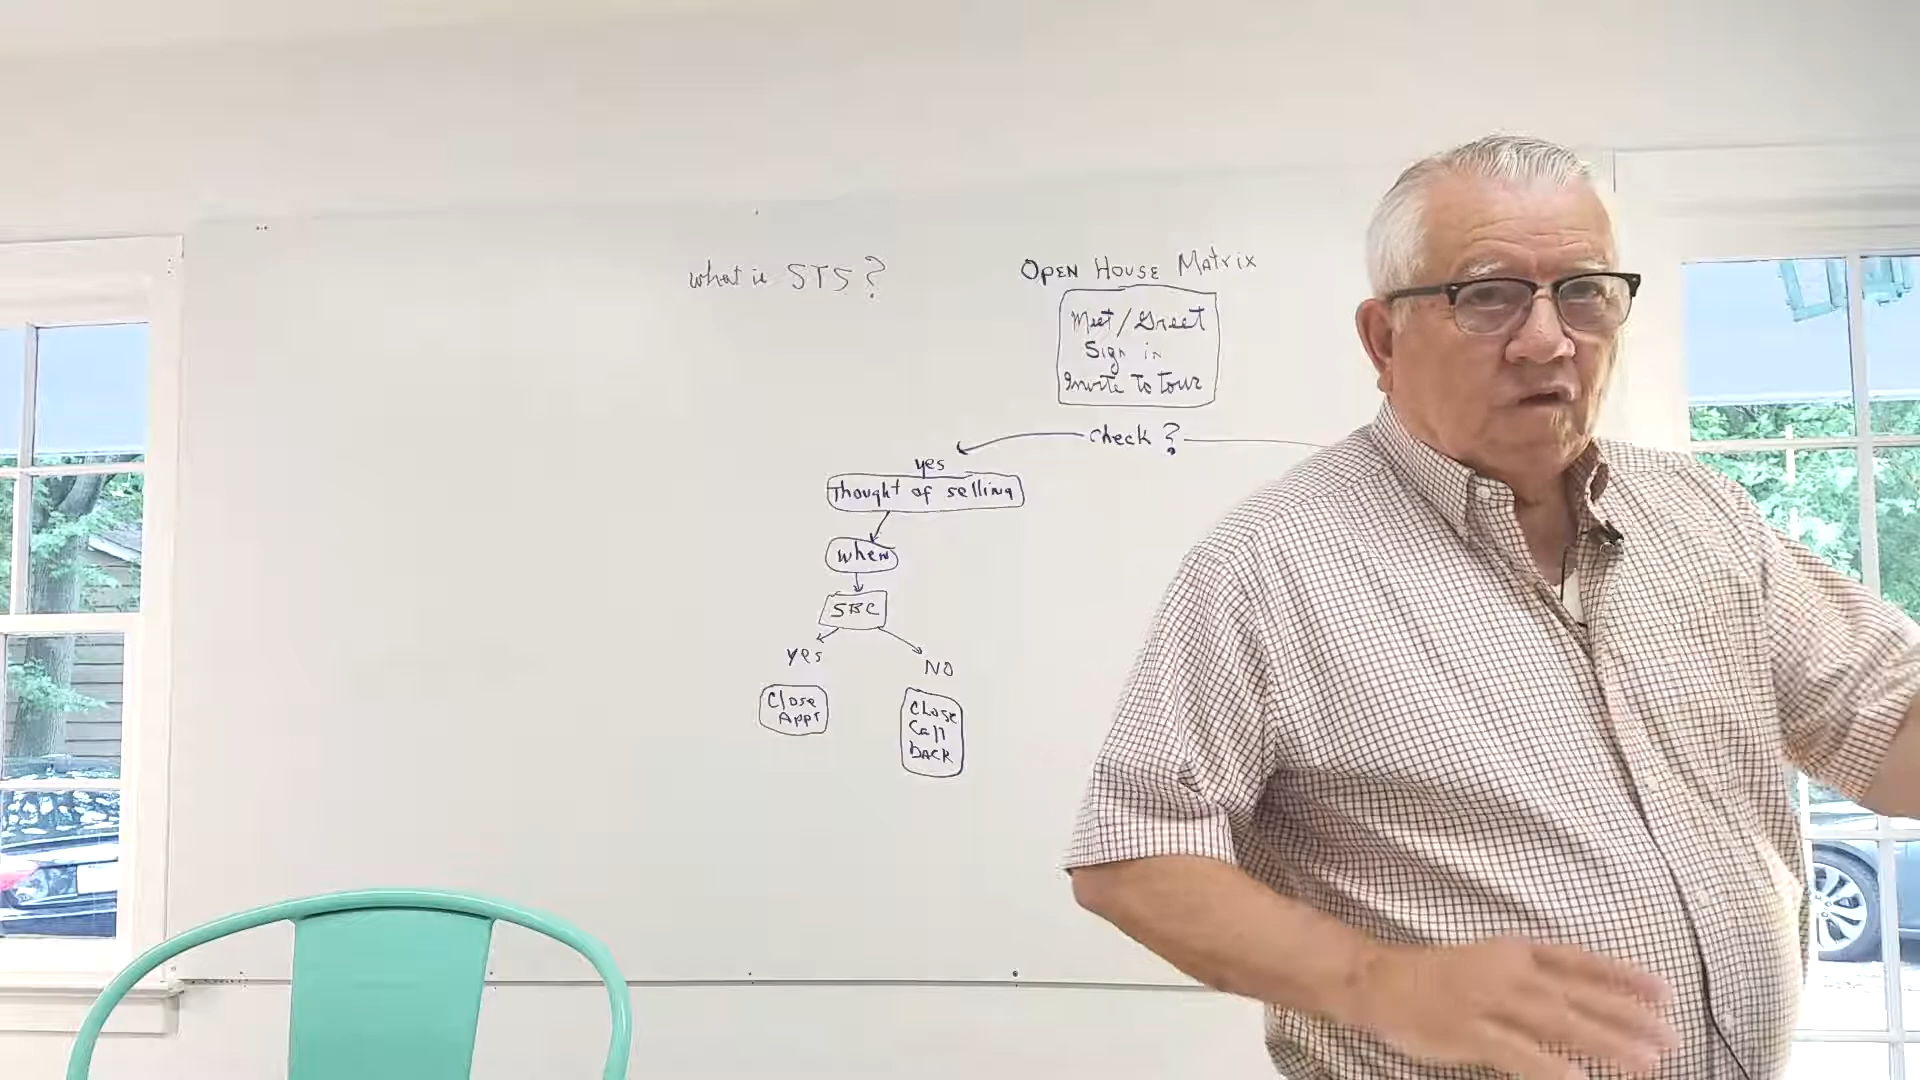 what is STS?
OPEN HOUSE MatrIx
Meet/Greet
Sign in
Invite To Tour
check ?
yes
Thought of selling
when
SBC
yes
NO
Close
APPT
CLose
Call
BACK